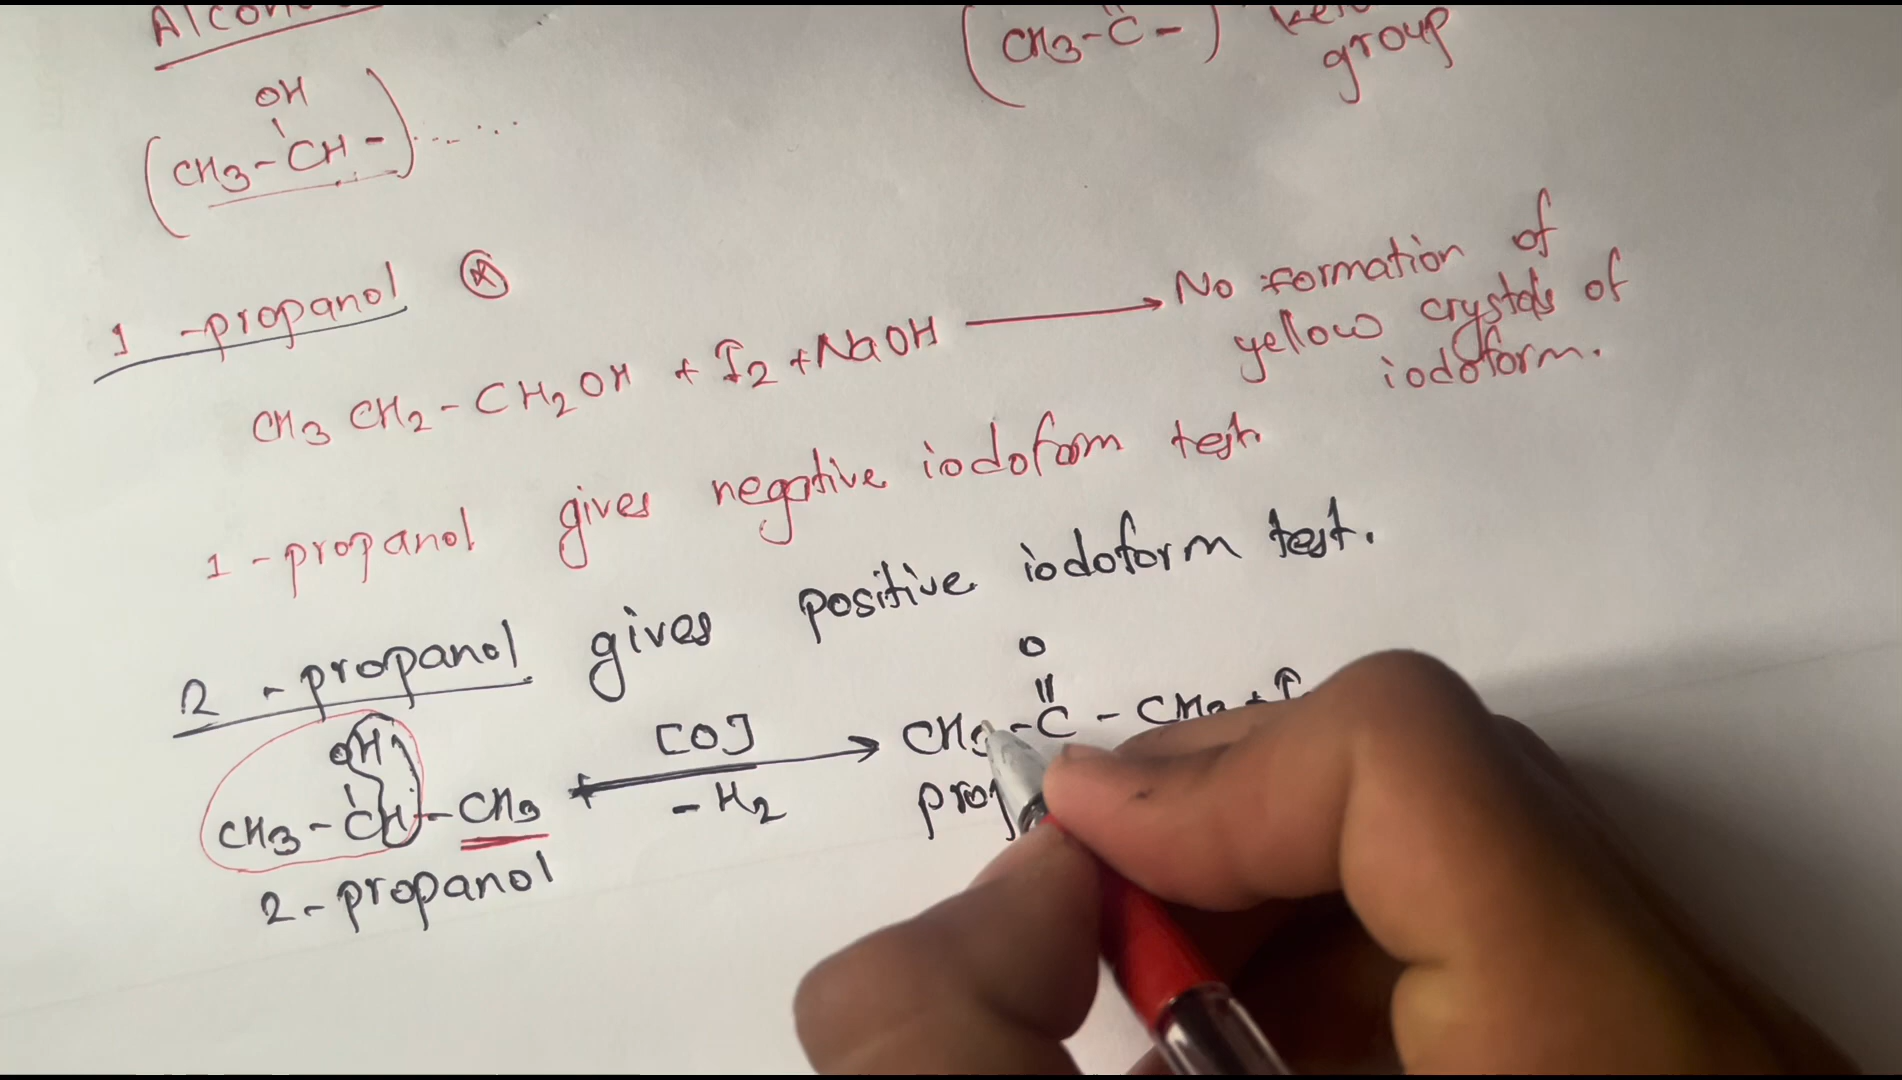 (CH3-C-)
group
OH
(CH3-CH-).......
1 -propanol
CH3 CH2-CH2OH + I2 +NaOH → No formation of
yellow crystals of
iodoform.
1-propanol gives negative iodoform test.
2-propanol gives positive iodoform test.
OH
CH3-CH-CH3 + [O] → CH3-C-CH3 +
O
-H2
2-propanol